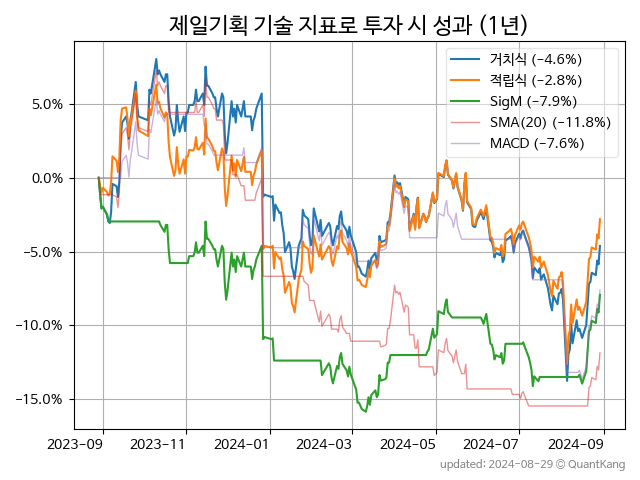 제일기획 기술 지표로 투자 시 성과 (1년)
거치식 (−4.6%)
적립식 (−2.8%)
SigM (−7.9%)
SMA(20) (−11.8%)
MACD (−7.6%)
5.0%
0.0%
−5.0%
−10.0%
−15.0%
2023-09 2023-11 2024-01 2024-03 2024-05 2024-07 2024-09
updated: 2024-08-29 © QuantKang